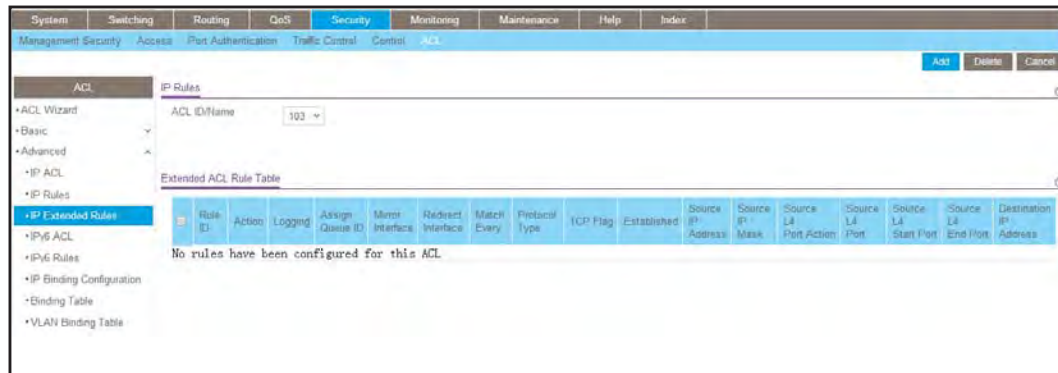 System Switching Routing QoS Security Monitoring Maintenance Help Index
Management Security Access Port Authentication Traffic Control Control ACL
Add Delete Cancel
ACL
•ACL Wizard
•Basic
•Advanced
•IP ACL
•IP Rules
•IP Extended Rules
•IPv6 ACL
•IPv6 Rules
•IP Binding Configuration
•Binding Table
•VLAN Binding Table
IP Rules
ACL ID/Name 103
Extended ACL Rule Table
Rule ID Action Logging Assign Queue ID Mirror Interface Redirect Interface Match Every Protocol Type TCP Flag Established Source IP Address Source IP Mask Source L4 Port Action Source L4 Port Source L4 Start Port Source L4 End Port Destination IP Address
No rules have been configured for this ACL